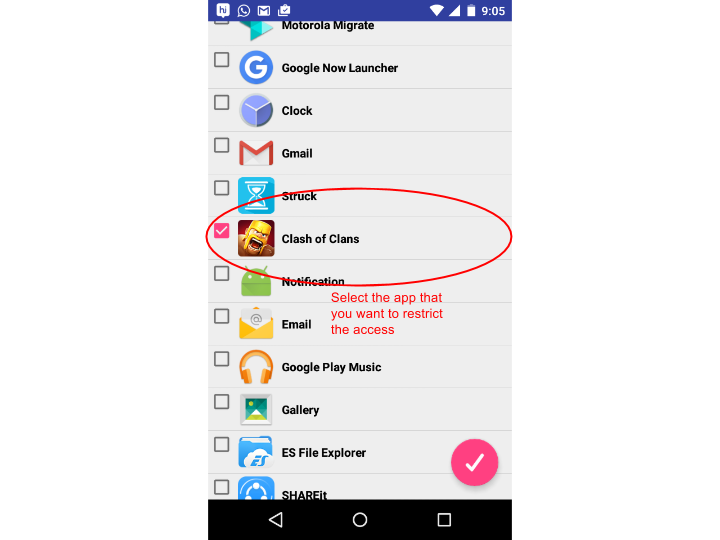 hi
9:05
Motorola Migrate
Google Now Launcher
Clock
Gmail
Struck
Clash of Clans
Notification
Select the app that
you want to restrict
the access
Email
Google Play Music
Gallery
ES File Explorer
SHAREit